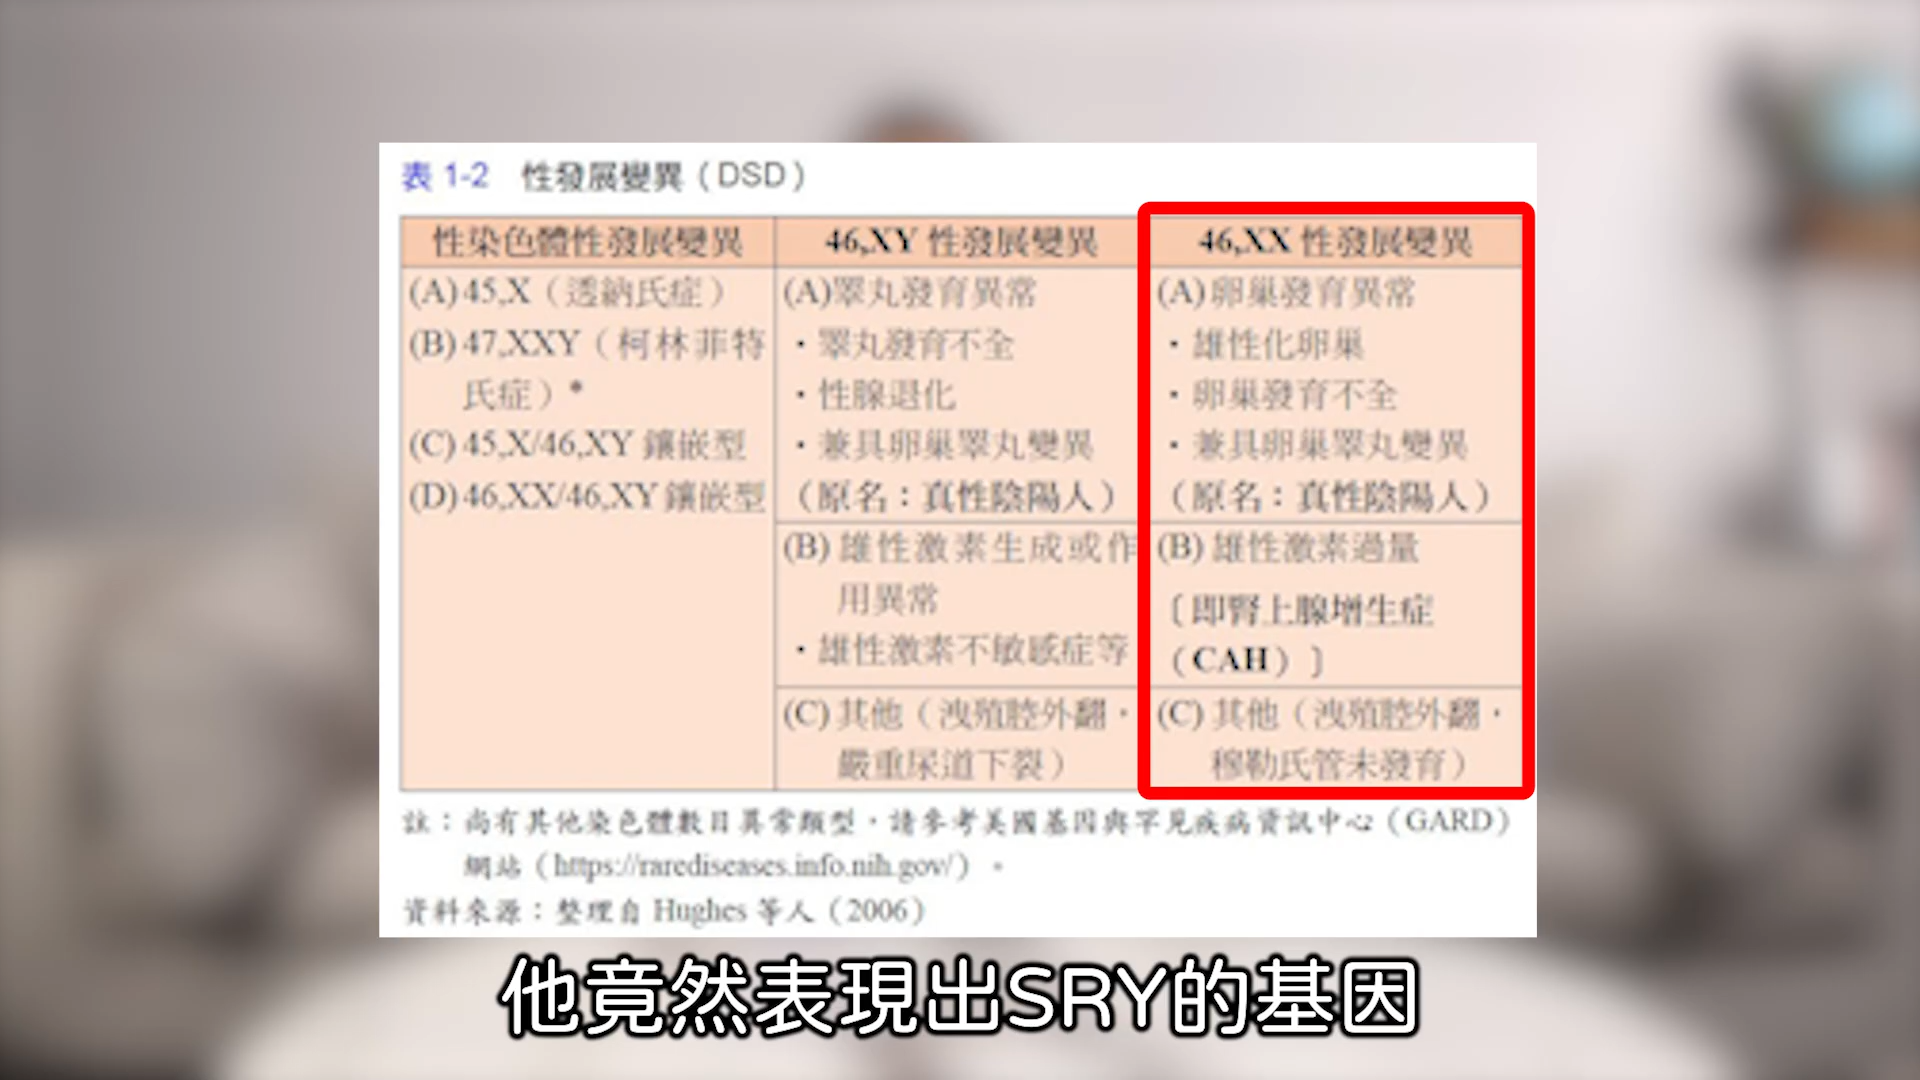 表 1-2 性發展變異（DSD）
性染色體性發展變異
(A) 45,X（透納氏症）
(B) 47,XXY（柯林菲特
氏症）*
(C) 45,X/46,XY 鑲嵌型
(D) 46,XX/46,XY 鑲嵌型
46,XY 性發展變異
(A)睪丸發育異常
・睪丸發育不全
・性腺退化
・兼具卵巢睪丸變異
（原名：真性陰陽人）
(B) 雄性激素生成或作
用異常
・雄性激素不敏感症等
(C) 其他（洩殖腔外翻，
嚴重尿道下裂）
46,XX 性發展變異
(A) 卵巢發育異常
・雄性化卵巢
・卵巢發育不全
・兼具卵巢睪丸變異
（原名：真性陰陽人）
(B) 雄性激素過量
〔即腎上腺增生症
（CAH）〕
(C) 其他（洩殖腔外翻，
穆勒氏管未發育）
註：尚有其他染色體數目異常類型，請參考美國基因與罕見疾病資訊中心（GARD）
網站（https://rarediseases.info.nih.gov/）。
資料來源：整理自 Hughes 等人（2006）
他竟然表現出SRY的基因